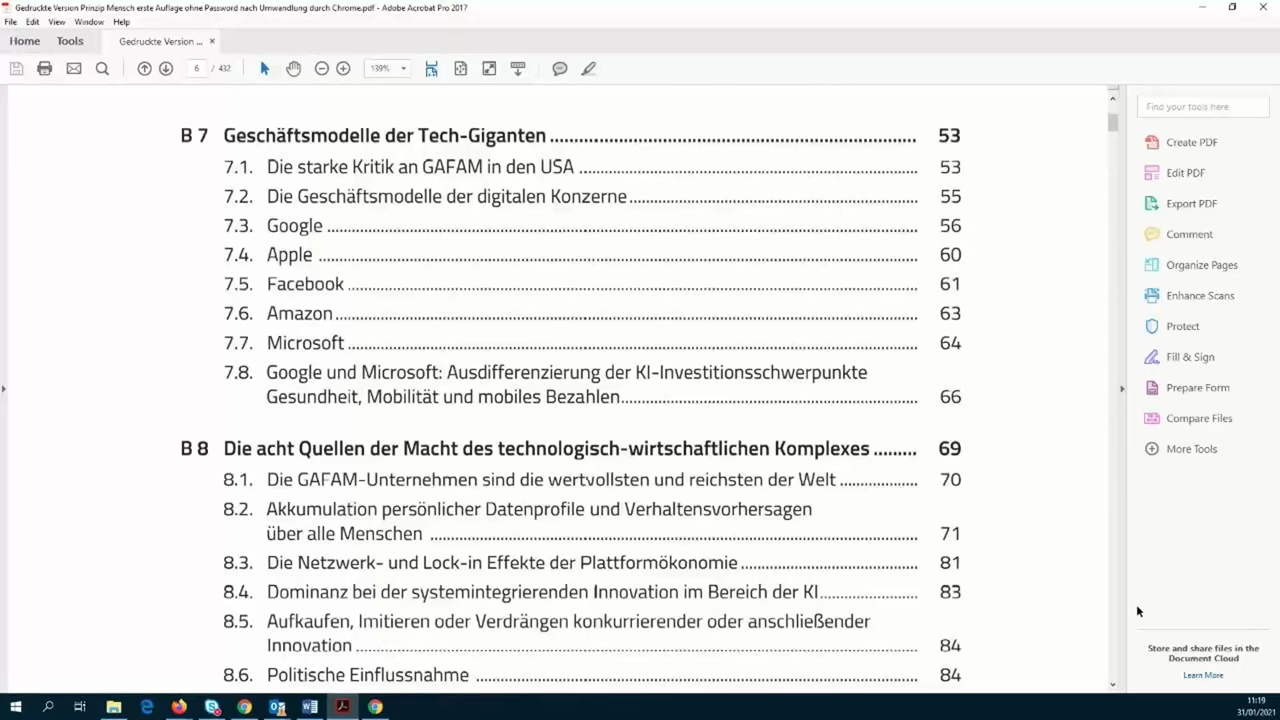 Gedruckte Version Prinzip Mensch erste Auflage ohne Password nach Umwandlung durch Chrome.pdf - Adobe Acrobat Pro 2017
File Edit View Window Help
Home Tools Gedruckte Version ... ×
6 / 432 139%
Find your tools here
B 7 Geschäftsmodelle der Tech-Giganten ........ 53
7.1. Die starke Kritik an GAFAM in den USA ........ 53
7.2. Die Geschäftsmodelle der digitalen Konzerne ........ 55
7.3. Google ........ 56
7.4. Apple ........ 60
7.5. Facebook ........ 61
7.6. Amazon ........ 63
7.7. Microsoft ........ 64
7.8. Google und Microsoft: Ausdifferenzierung der KI-Investitionsschwerpunkte
Gesundheit, Mobilität und mobiles Bezahlen ........ 66
B 8 Die acht Quellen der Macht des technologisch-wirtschaftlichen Komplexes ........ 69
8.1. Die GAFAM-Unternehmen sind die wertvollsten und reichsten der Welt ........ 70
8.2. Akkumulation persönlicher Datenprofile und Verhaltensvorhersagen
über alle Menschen ........ 71
8.3. Die Netzwerk- und Lock-in Effekte der Plattformökonomie ........ 81
8.4. Dominanz bei der systemintegrierenden Innovation im Bereich der KI ........ 83
8.5. Aufkaufen, Imitieren oder Verdrängen konkurrierender oder anschließender
Innovation ........ 84
8.6. Politische Einflussnahme ........ 84
Create PDF
Edit PDF
Export PDF
Comment
Organize Pages
Enhance Scans
Protect
Fill & Sign
Prepare Form
Compare Files
More Tools
Store and share files in the
Document Cloud
Learn More
11:19
31/01/2021